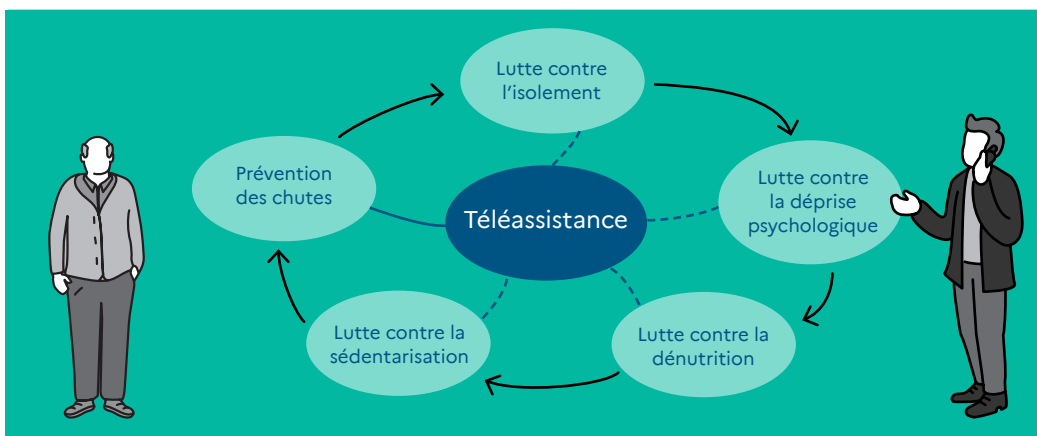 Lutte contre
l'isolement
Prévention
des chutes
Téléassistance
Lutte contre
la déprise
psychologique
Lutte contre la
sédentarisation
Lutte contre la
dénutrition